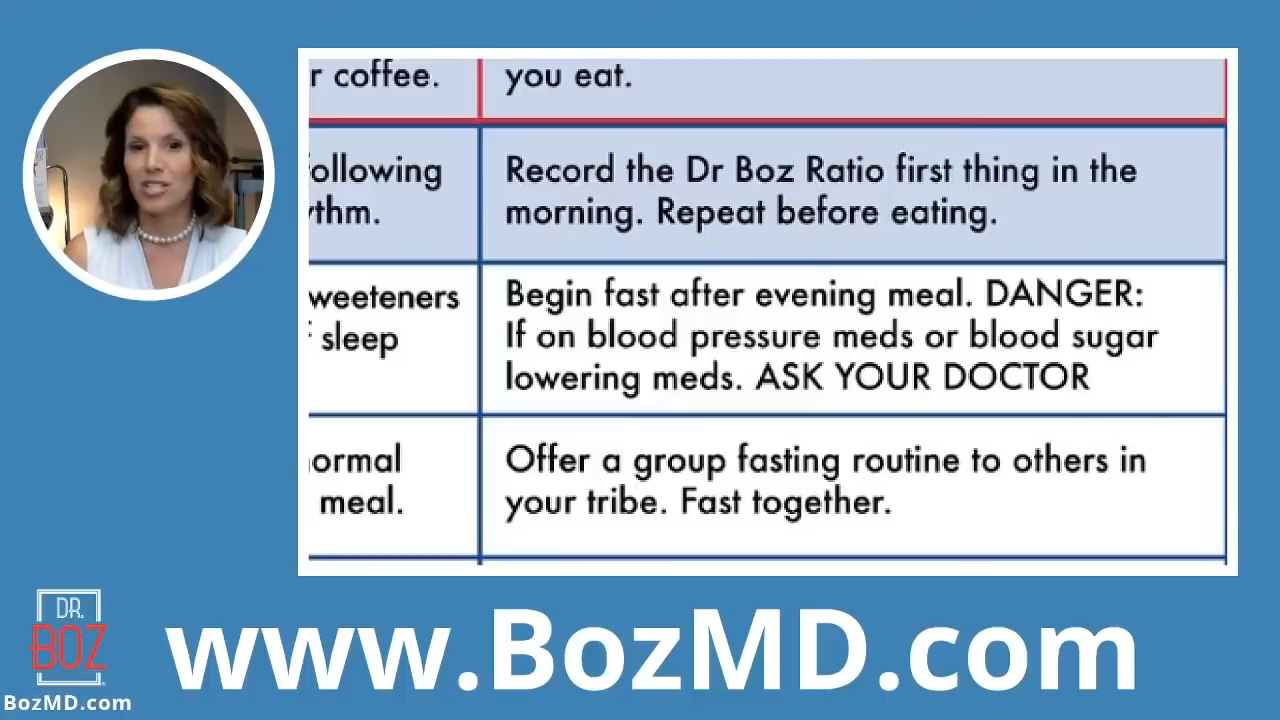 r coffee.
you eat.
following
ythm.
Record the Dr Boz Ratio first thing in the
morning. Repeat before eating.
weeteners
f sleep
Begin fast after evening meal. DANGER:
If on blood pressure meds or blood sugar
lowering meds. ASK YOUR DOCTOR
ormal
meal.
Offer a group fasting routine to others in
your tribe. Fast together.
DR.
BOZ
BozMD.com
www.BozMD.com